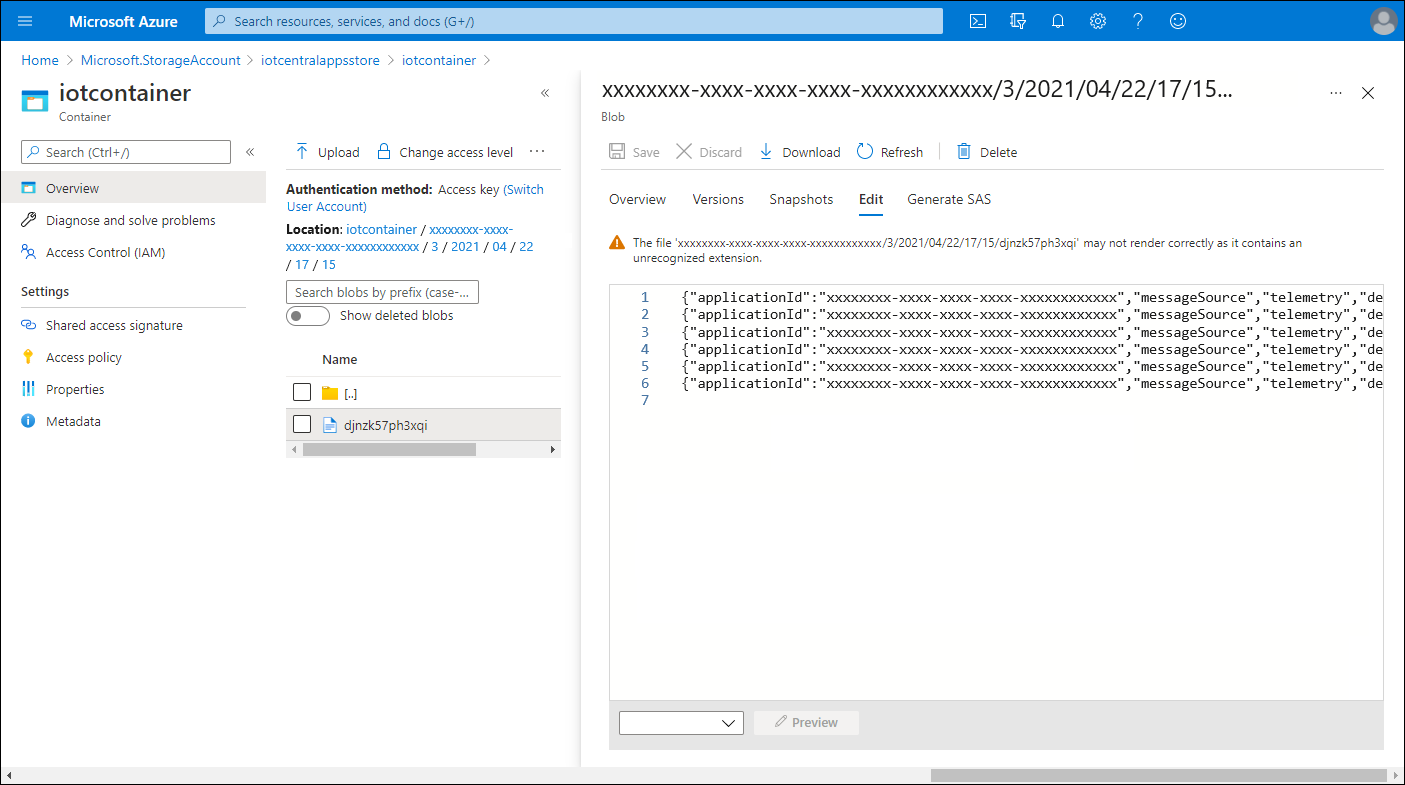 Microsoft Azure
Search resources, services, and docs (G+/)
Home > Microsoft.StorageAccount > iotcentralappsstore > iotcontainer >
iotcontainer
Container
Search (Ctrl+/)
Overview
Diagnose and solve problems
Access Control (IAM)
Settings
Shared access signature
Access policy
Properties
Metadata
Upload
Change access level
Authentication method: Access key (Switch
User Account)
Location: iotcontainer / xxxxxxxx-xxxx-
xxxx-xxxx-xxxxxxxxxxxx / 3 / 2021 / 04 / 22
/ 17 / 15
Search blobs by prefix (case-...
Show deleted blobs
Name
[..]
djnzk57ph3xqi
xxxxxxxx-xxxx-xxxx-xxxx-xxxxxxxxxxxx/3/2021/04/22/17/15...
Blob
Save Discard Download Refresh Delete
Overview Versions Snapshots Edit Generate SAS
The file 'xxxxxxxx-xxxx-xxxx-xxxx-xxxxxxxxxxxx/3/2021/04/22/17/15/djnzk57ph3xqi' may not render correctly as it contains an
unrecognized extension.
1 {"applicationId":"xxxxxxxx-xxxx-xxxx-xxxx-xxxxxxxxxxxx","messageSource","telemetry","de
2 {"applicationId":"xxxxxxxx-xxxx-xxxx-xxxx-xxxxxxxxxxxx","messageSource","telemetry","de
3 {"applicationId":"xxxxxxxx-xxxx-xxxx-xxxx-xxxxxxxxxxxx","messageSource","telemetry","de
4 {"applicationId":"xxxxxxxx-xxxx-xxxx-xxxx-xxxxxxxxxxxx","messageSource","telemetry","de
5 {"applicationId":"xxxxxxxx-xxxx-xxxx-xxxx-xxxxxxxxxxxx","messageSource","telemetry","de
6 {"applicationId":"xxxxxxxx-xxxx-xxxx-xxxx-xxxxxxxxxxxx","messageSource","telemetry","de
7
Preview